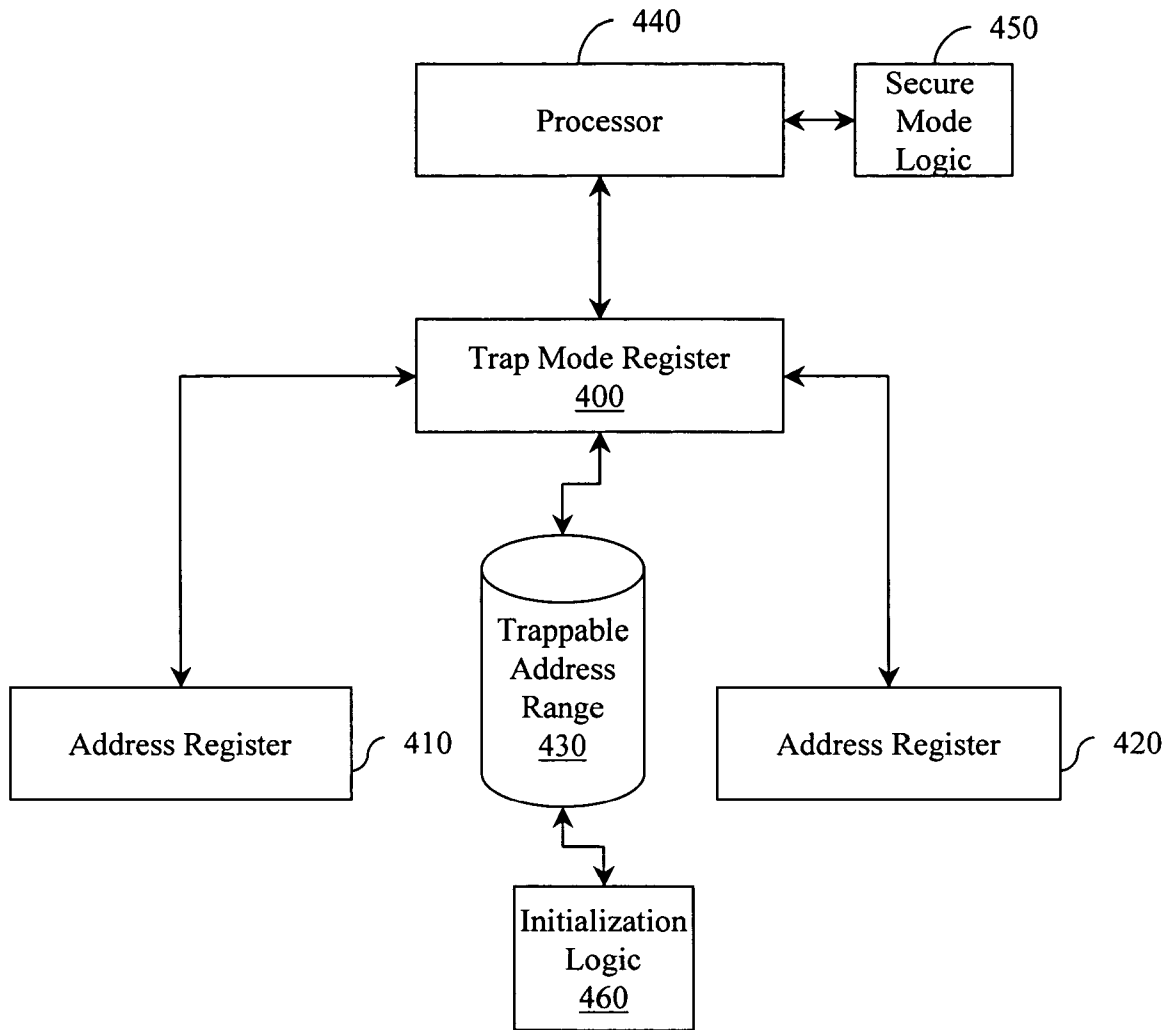 440
450
Processor
Secure
Mode
Logic
Trap Mode Register
400
Trappable
Address
Range
430
Address Register
410
Address Register
420
Initialization
Logic
460